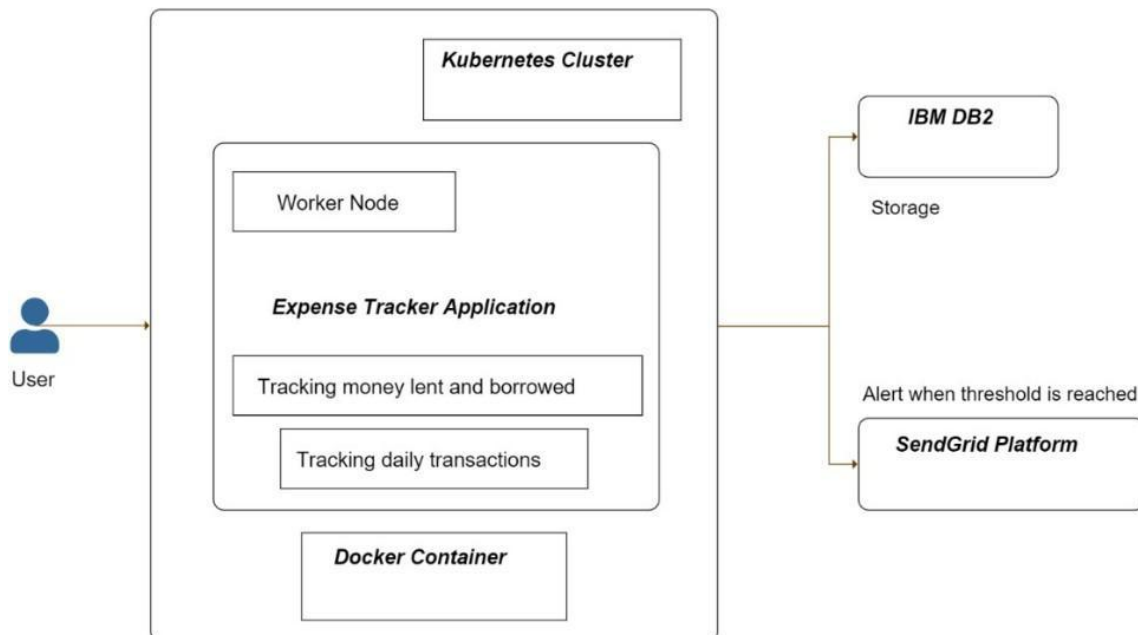 Kubernetes Cluster
IBM DB2
Worker Node
Storage
Expense Tracker Application
User
Tracking money lent and borrowed
Alert when threshold is reached
SendGrid Platform
Tracking daily transactions
Docker Container